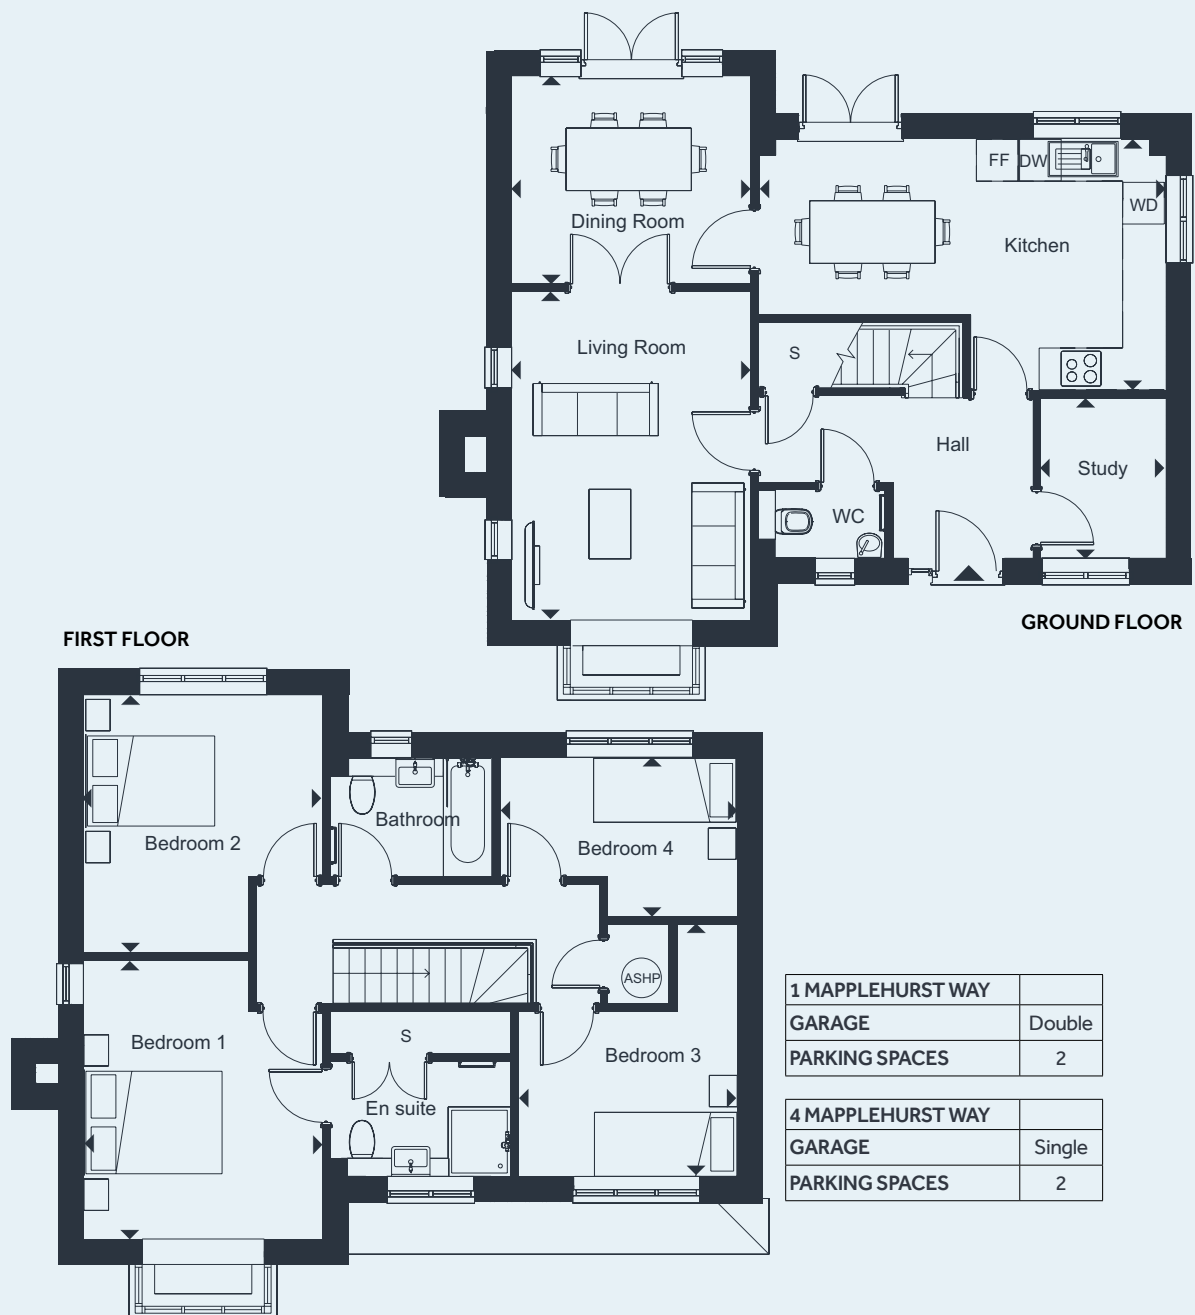 FF
DW
WD
Dining Room
Kitchen
Living Room
S
Hall
Study
WC
GROUND FLOOR
FIRST FLOOR
Bathroom
Bedroom 2
Bedroom 4
ASHP
S
Bedroom 1
Bedroom 3
En suite
1 MAPPLEHURST WAY
GARAGE Double
PARKING SPACES 2
4 MAPPLEHURST WAY
GARAGE Single
PARKING SPACES 2